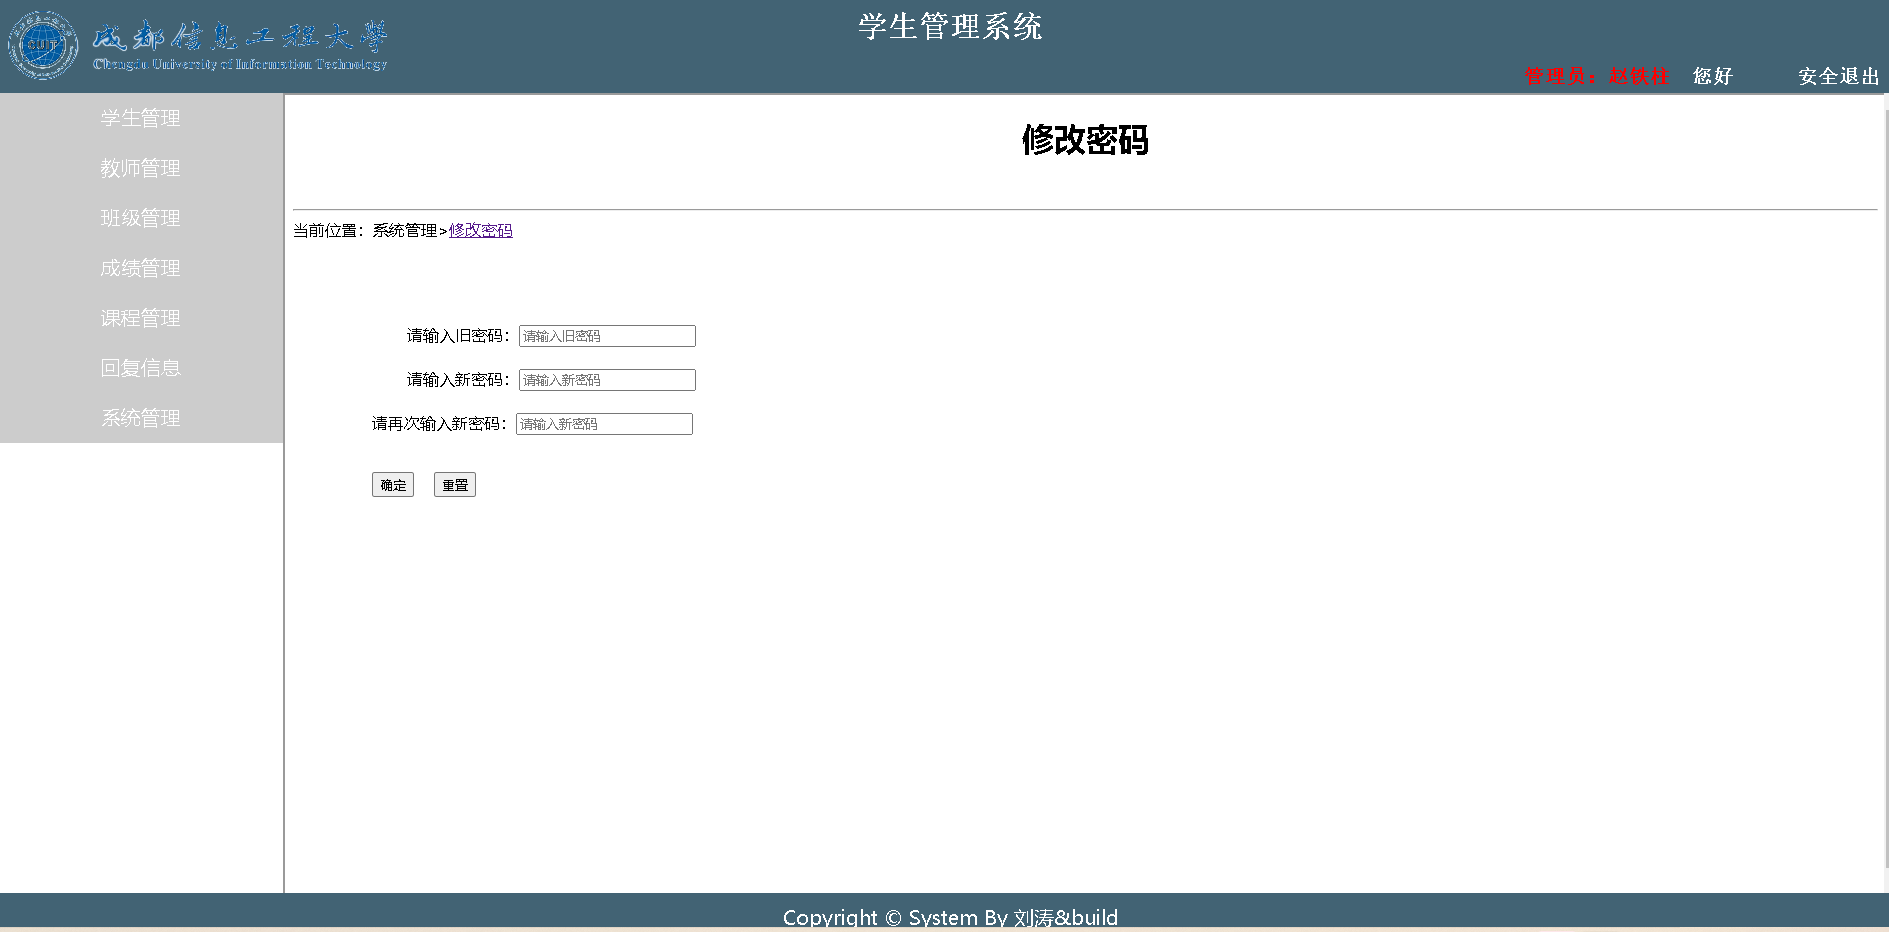 CUIT
成都信息工程大學
Chengdu University of Information Technology
学生管理系统
管理员：赵铁柱 您好 安全退出
学生管理
教师管理
班级管理
成绩管理
课程管理
回复信息
系统管理
修改密码
当前位置：系统管理>修改密码
请输入旧密码： 请输入旧密码
请输入新密码： 请输入新密码
请再次输入新密码： 请输入新密码
确定 重置
Copyright © System By 刘涛&build